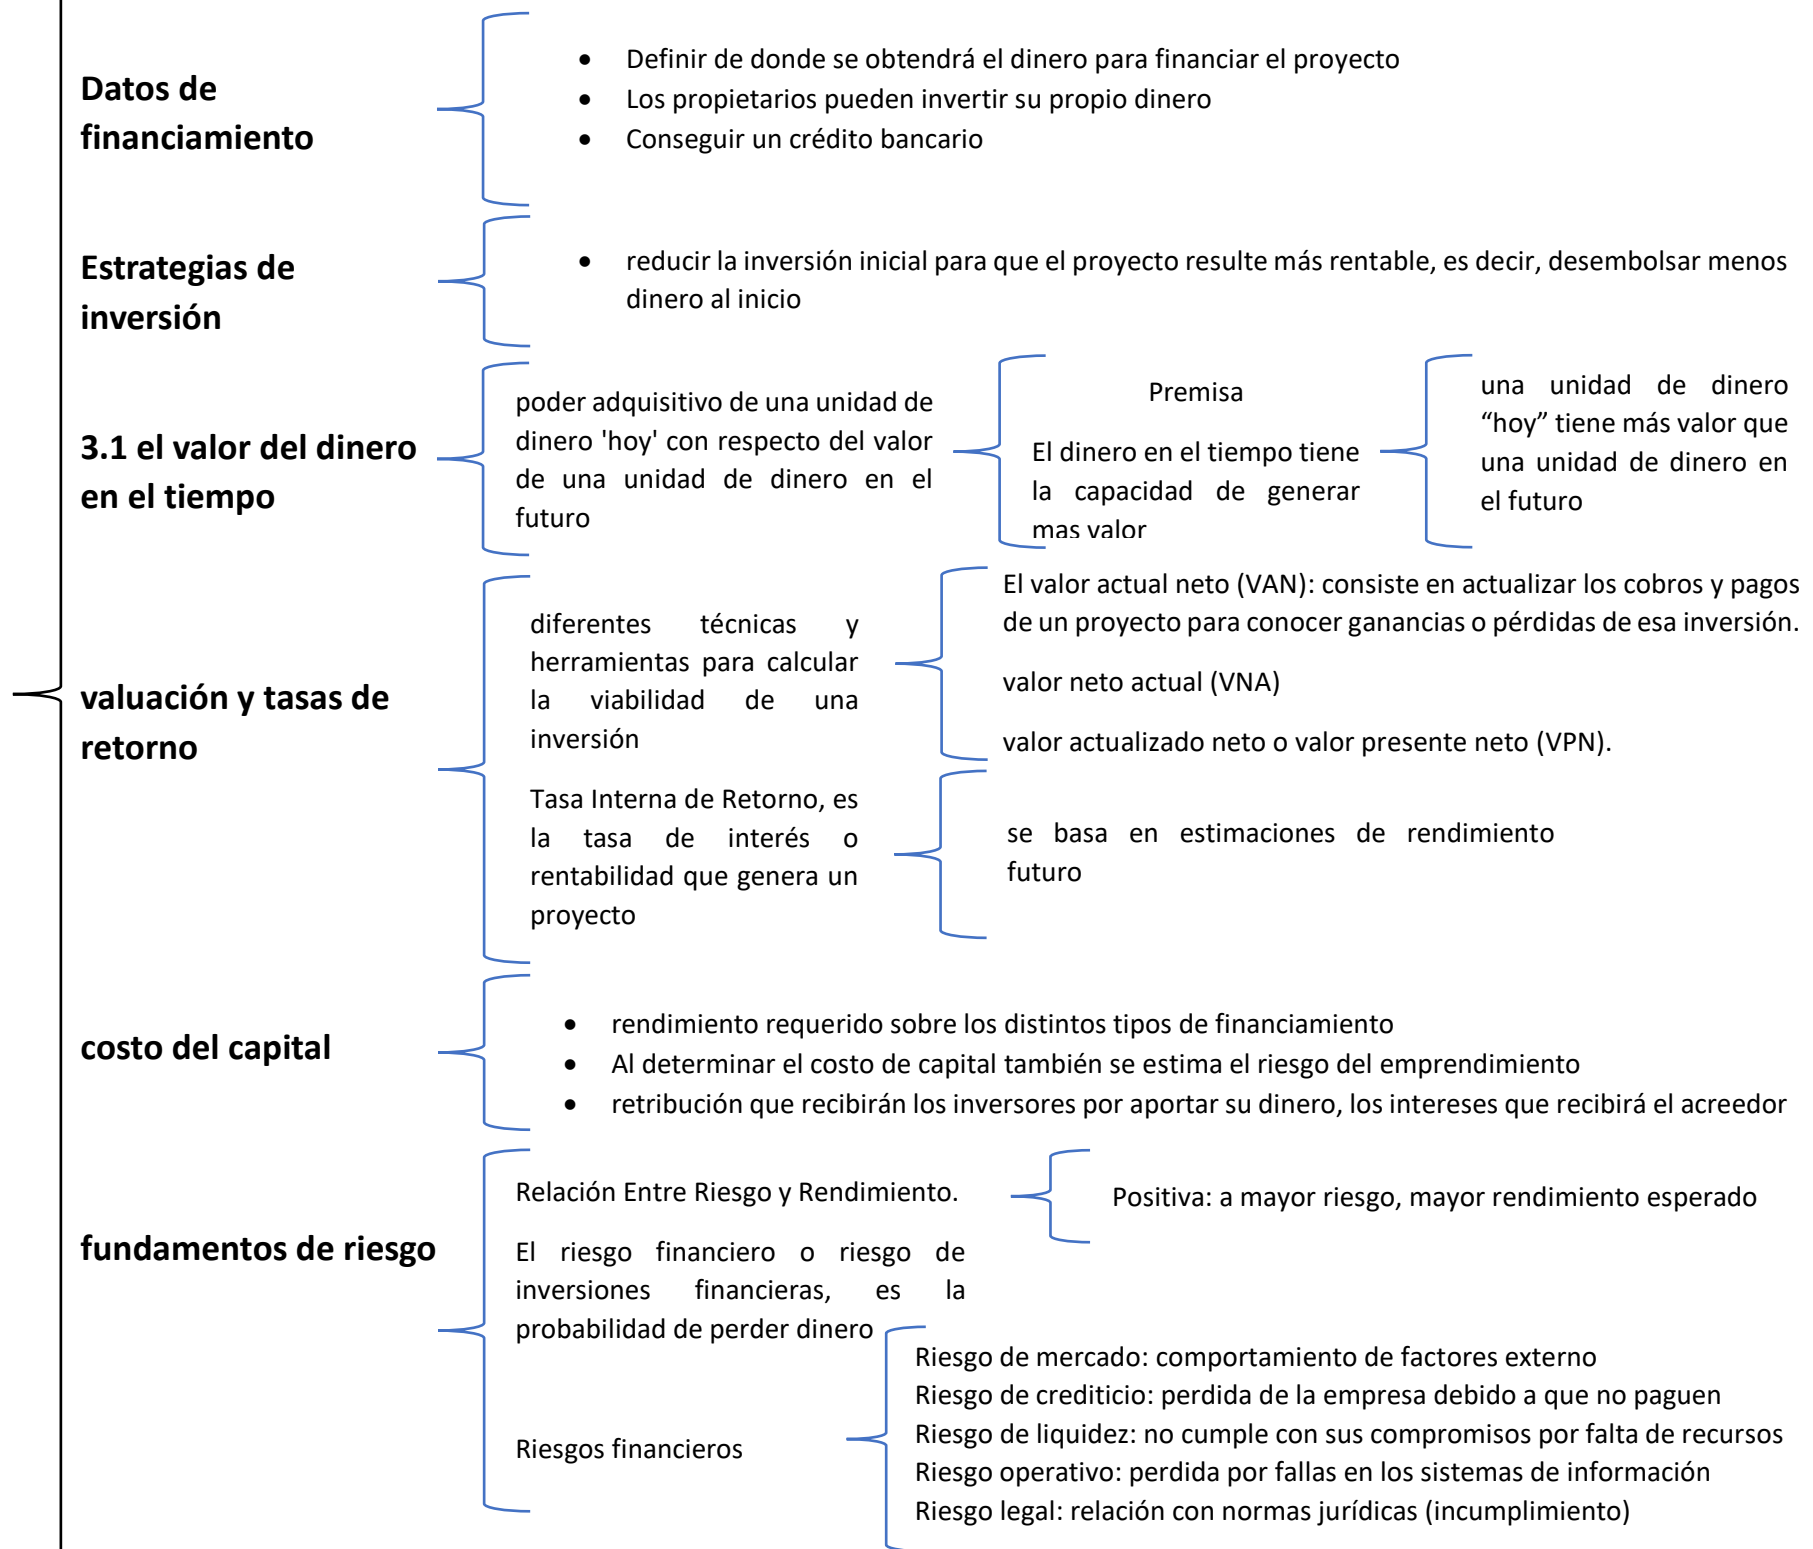 Datos de
financiamiento
• Definir de donde se obtendrá el dinero para financiar el proyecto
• Los propietarios pueden invertir su propio dinero
• Conseguir un crédito bancario
Estrategias de
inversión
• reducir la inversión inicial para que el proyecto resulte más rentable, es decir, desembolsar menos
dinero al inicio
3.1 el valor del dinero
en el tiempo
poder adquisitivo de una unidad de
dinero 'hoy' con respecto del valor
de una unidad de dinero en el
futuro
Premisa
El dinero en el tiempo tiene
la capacidad de generar
mas valor
una unidad de dinero
“hoy” tiene más valor que
una unidad de dinero en
el futuro
valuación y tasas de
retorno
diferentes técnicas y
herramientas para calcular
la viabilidad de una
inversión
El valor actual neto (VAN): consiste en actualizar los cobros y pagos
de un proyecto para conocer ganancias o pérdidas de esa inversión.
valor neto actual (VNA)
valor actualizado neto o valor presente neto (VPN).
Tasa Interna de Retorno, es
la tasa de interés o
rentabilidad que genera un
proyecto
se basa en estimaciones de rendimiento
futuro
costo del capital
• rendimiento requerido sobre los distintos tipos de financiamiento
• Al determinar el costo de capital también se estima el riesgo del emprendimiento
• retribución que recibirán los inversores por aportar su dinero, los intereses que recibirá el acreedor
fundamentos de riesgo
Relación Entre Riesgo y Rendimiento.
Positiva: a mayor riesgo, mayor rendimiento esperado
El riesgo financiero o riesgo de
inversiones financieras, es la
probabilidad de perder dinero
Riesgos financieros
Riesgo de mercado: comportamiento de factores externo
Riesgo de crediticio: perdida de la empresa debido a que no paguen
Riesgo de liquidez: no cumple con sus compromisos por falta de recursos
Riesgo operativo: perdida por fallas en los sistemas de información
Riesgo legal: relación con normas jurídicas (incumplimiento)